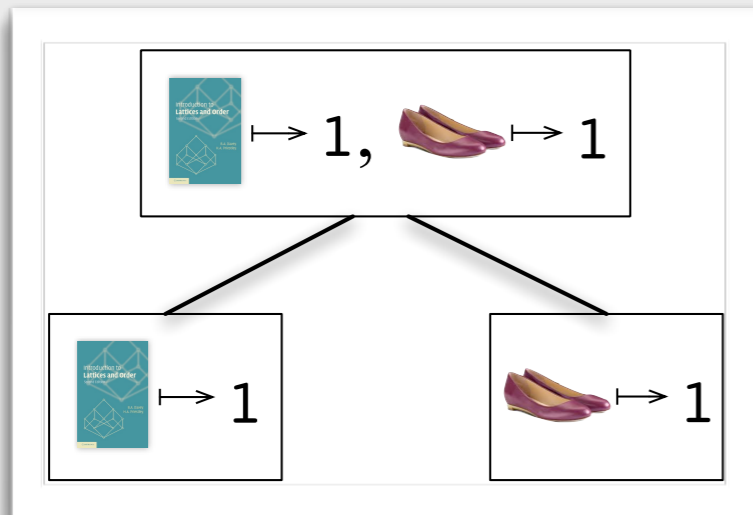 Introduction to
Lattices and Order
↦ 1, ↦ 1
Introduction to
Lattices and Order
↦ 1
↦ 1